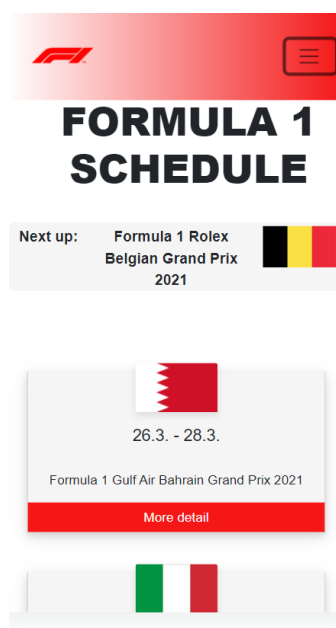 F1
FORMULA 1
SCHEDULE
Next up:
Formula 1 Rolex
Belgian Grand Prix
2021
26.3. - 28.3.
Formula 1 Gulf Air Bahrain Grand Prix 2021
More detail